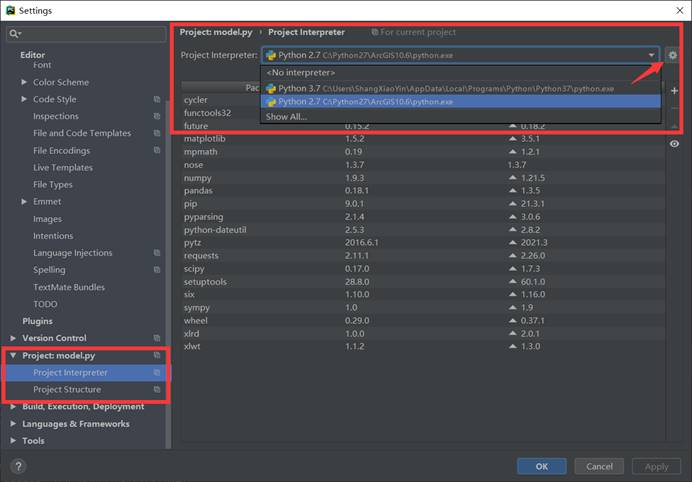 Settings
Project: model.py › Project Interpreter For current project
Project Interpreter: Python 2.7 C:\Python27\ArcGIS10.6\python.exe
<No interpreter>
Python 3.7 C:\Users\ShangXiaoYin\AppData\Local\Programs\Python\Python37\python.exe
Python 2.7 C:\Python27\ArcGIS10.6\python.exe
Show All...
Editor
Font
Color Scheme
Code Style
Inspections
File and Code Templates
File Encodings
Live Templates
File Types
Emmet
Images
Intentions
Language Injections
Spelling
TextMate Bundles
TODO
Plugins
Version Control
Project: model.py
Project Interpreter
Project Structure
Build, Execution, Deployment
Languages & Frameworks
Tools
Pac
cycler
functools32
future 0.15.2 0.18.2
matplotlib 1.5.2 3.5.1
mpmath 0.19 1.2.1
nose 1.3.7 1.3.7
numpy 1.9.3 1.21.5
pandas 0.18.1 1.3.5
pip 9.0.1 21.3.1
pyparsing 2.1.4 3.0.6
python-dateutil 2.5.3 2.8.2
pytz 2016.6.1 2021.3
requests 2.11.1 2.26.0
scipy 0.17.0 1.7.3
setuptools 28.8.0 60.1.0
six 1.10.0 1.16.0
sympy 1.0 1.9
wheel 0.29.0 0.37.1
xlrd 1.0.0 2.0.1
xlwt 1.1.2 1.3.0
? OK Cancel Apply